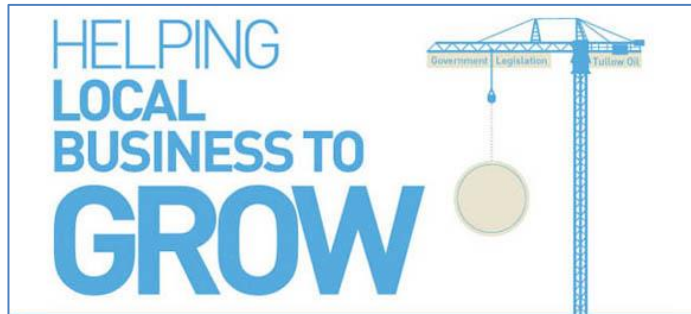 HELPING
LOCAL
BUSINESS TO
GROW
Government Legislation Tullow Oil